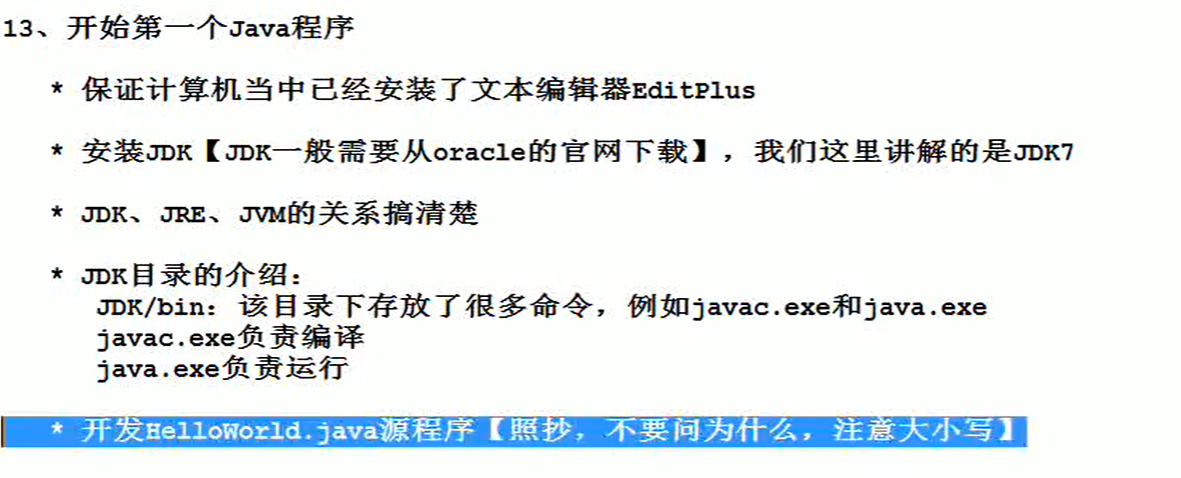 13、开始第一个Java程序
* 保证计算机当中已经安装了文本编辑器EditPlus
* 安装JDK【JDK一般需要从oracle的官网下载】，我们这里讲解的是JDK7
* JDK、JRE、JVM的关系搞清楚
* JDK目录的介绍：
JDK/bin：该目录下存放了很多命令，例如javac.exe和java.exe
javac.exe负责编译
java.exe负责运行
* 开发HelloWorld.java源程序【照抄，不要问为什么，注意大小写】